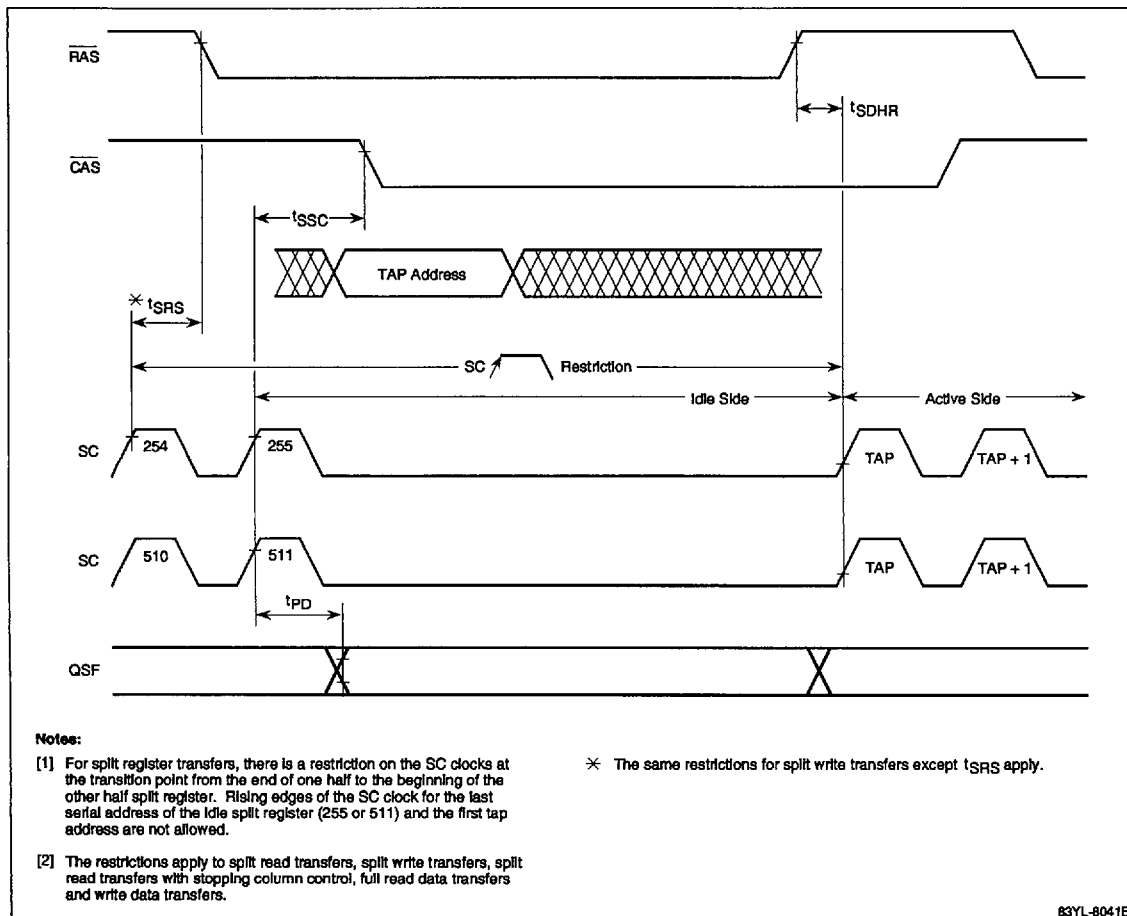 RAS
tSDHR
CAS
tSSC
TAP Address
* tSRS
SC Restriction
Idle Side
Active Side
SC 254 255 TAP TAP + 1
SC 510 511 TAP TAP + 1
tPD
QSF
Notes:
[1] For split register transfers, there is a restriction on the SC clocks at
the transition point from the end of one half to the beginning of the
other half split register. Rising edges of the SC clock for the last
serial address of the idle split register (255 or 511) and the first tap
address are not allowed.
[2] The restrictions apply to split read transfers, split write transfers, split
read transfers with stopping column control, full read data transfers
and write data transfers.
* The same restrictions for split write transfers except tSRS apply.
83YL-8041B